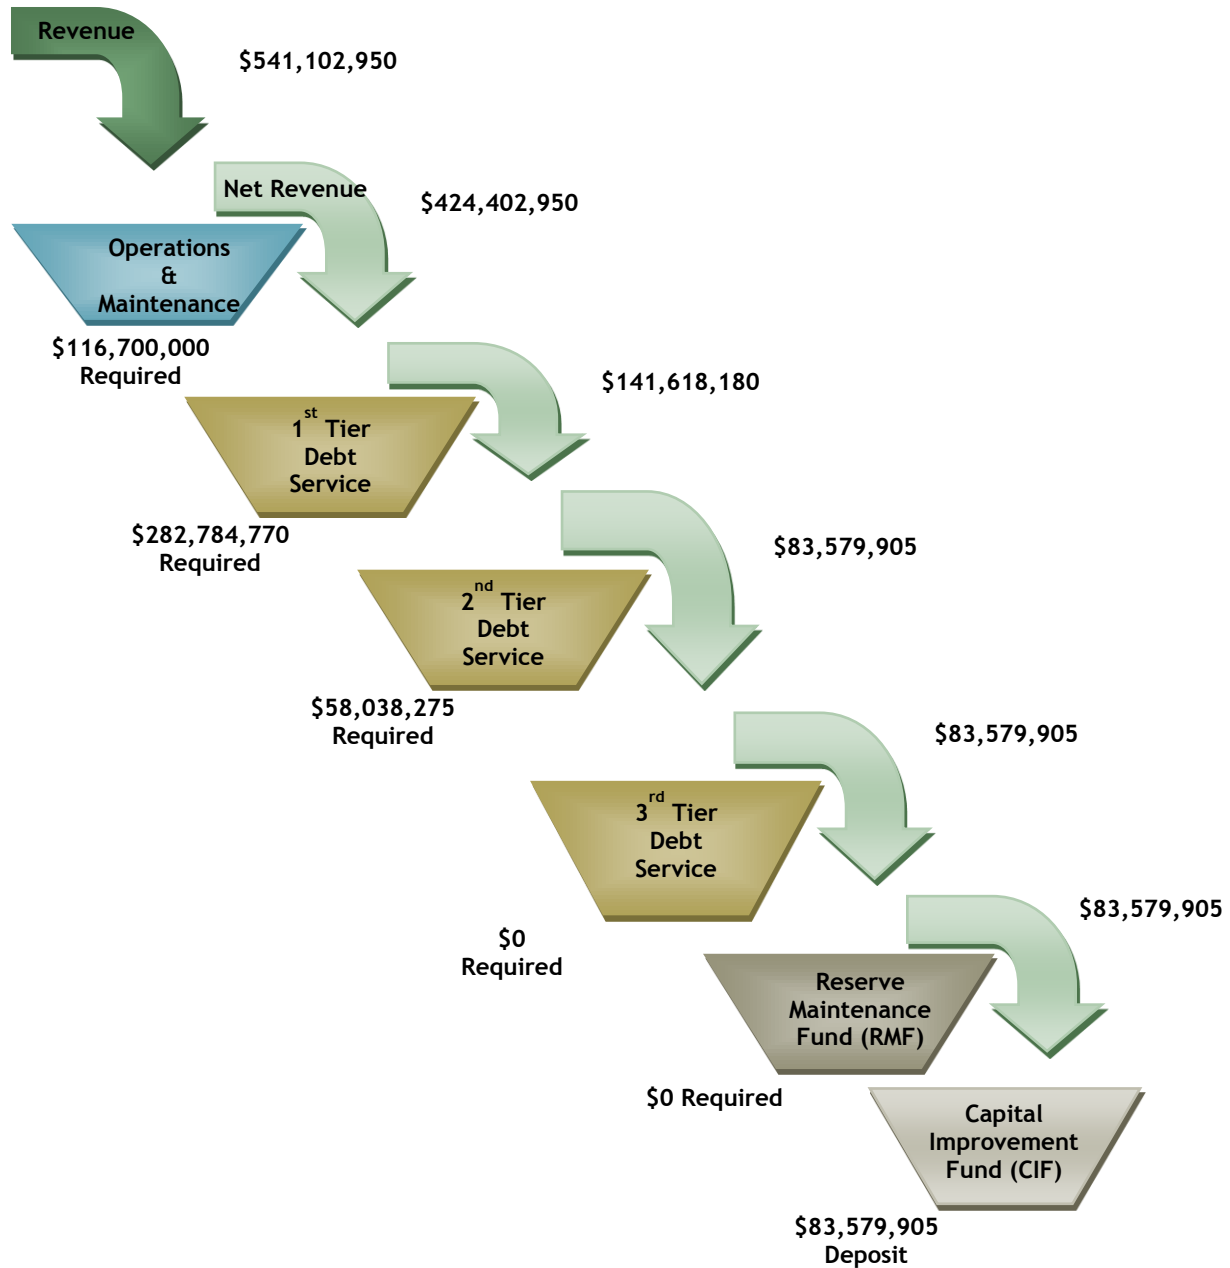 Revenue
$541,102,950
Net Revenue
$424,402,950
Operations
&
Maintenance
$116,700,000
Required
$141,618,180
1st Tier
Debt
Service
$282,784,770
Required
$83,579,905
2nd Tier
Debt
Service
$58,038,275
Required
$83,579,905
3rd Tier
Debt
Service
$0
Required
$83,579,905
Reserve
Maintenance
Fund (RMF)
$0 Required
Capital
Improvement
Fund (CIF)
$83,579,905
Deposit